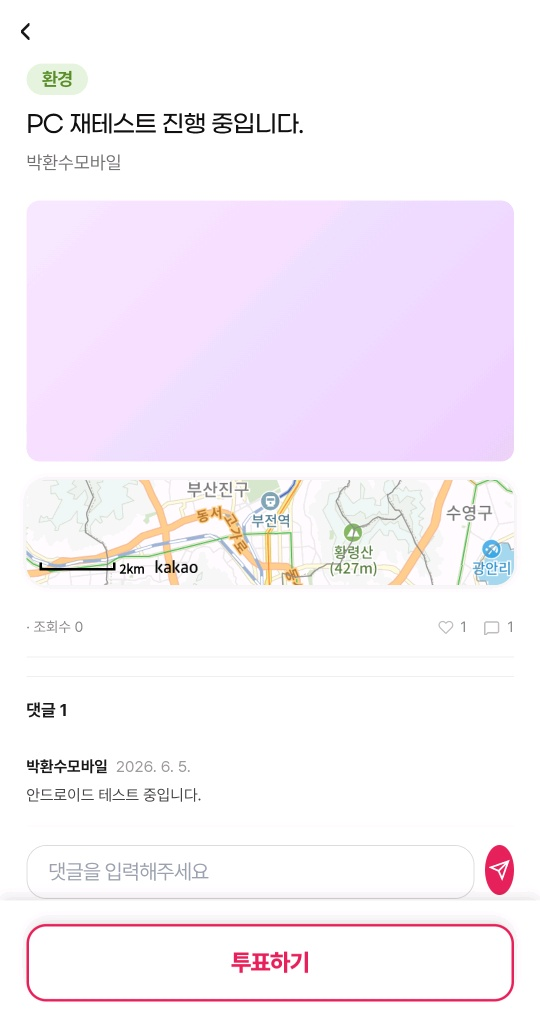 환경
PC 재테스트 진행 중입니다.
박환수모바일
부산진구
동서고가로
부전역
수영구
황령산
(427m)
광안리
2km kakao
· 조회수 0
1
1
댓글 1
박환수모바일 2026. 6. 5.
안드로이드 테스트 중입니다.
댓글을 입력해주세요
투표하기